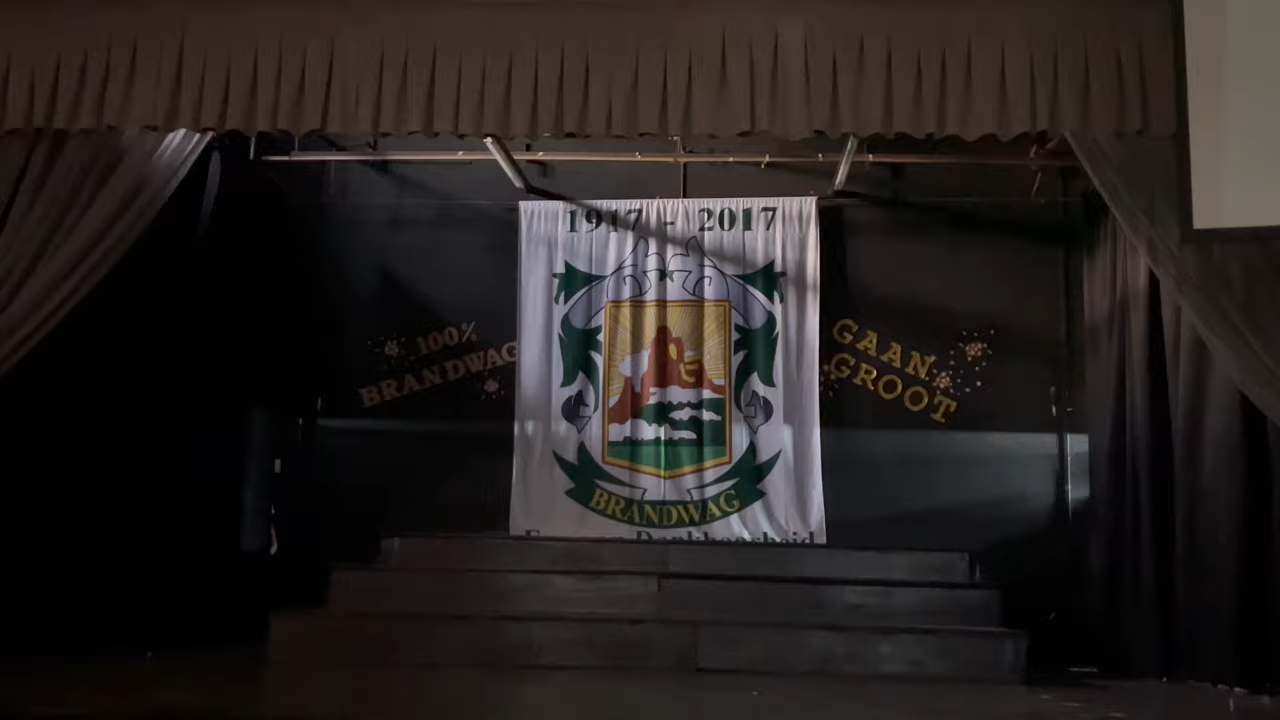 1917 - 2017
100%
BRANDWAG
GAAN
GROOT
BRANDWAG